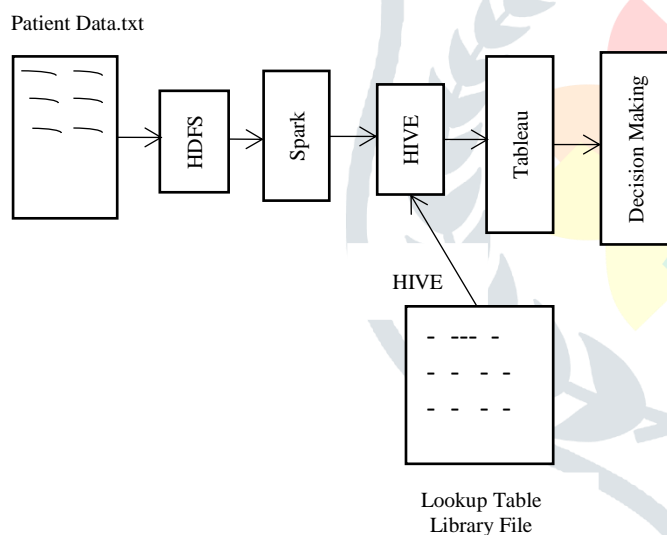 Patient Data.txt
HDFS
Spark
HIVE
Tableau
Decision Making
HIVE
Lookup Table
Library File